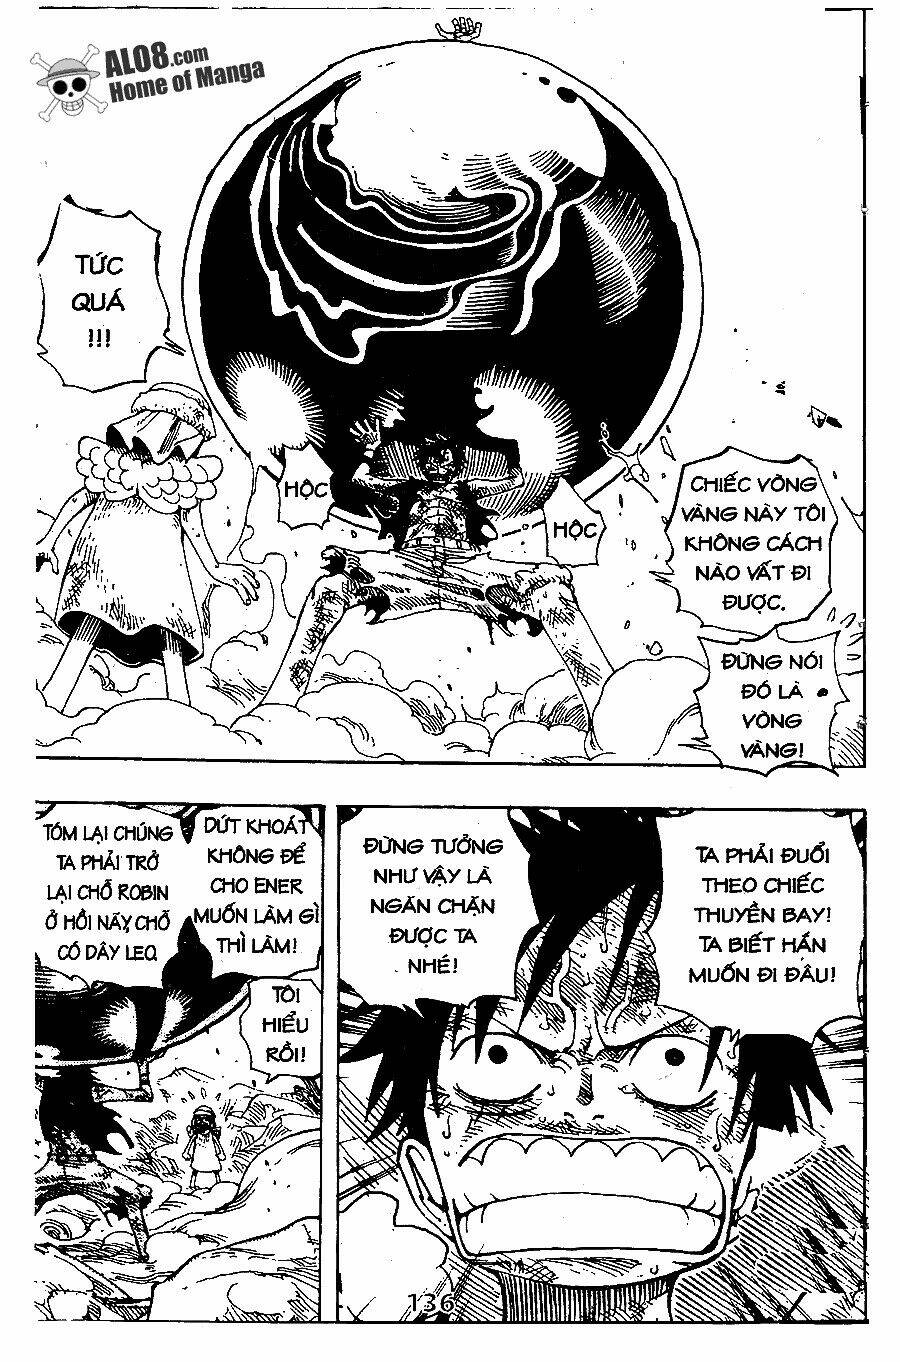 AL08.com
Home of Manga
TỨC
QUÁ
!!!
HỘC
HỘC
CHIẾC VÒNG
VÀNG NÀY TÔI
KHÔNG CÁCH
NÀO VẤT ĐI
ĐƯỢC.
ĐỪNG NÓI
ĐÓ LÀ
VÒNG
VÀNG!
TA PHẢI ĐUỔI
THEO CHIẾC
THUYỀN BAY!
TA BIẾT HẮN
MUỐN ĐI ĐÂU!
ĐỪNG TƯỞNG
NHƯ VẬY LÀ
NGĂN CHẶN
ĐƯỢC TA
NHÉ!
DỨT KHOÁT
KHÔNG ĐỂ
CHO ENER
MUỐN LÀM GÌ
THÌ LÀM!
TÓM LẠI CHÚNG
TA PHẢI TRỞ
LẠI CHỖ ROBIN
Ở HỒI NÃY, CHỖ
CÓ DÂY LEO.
TÔI
HIỂU
RỒI!
136